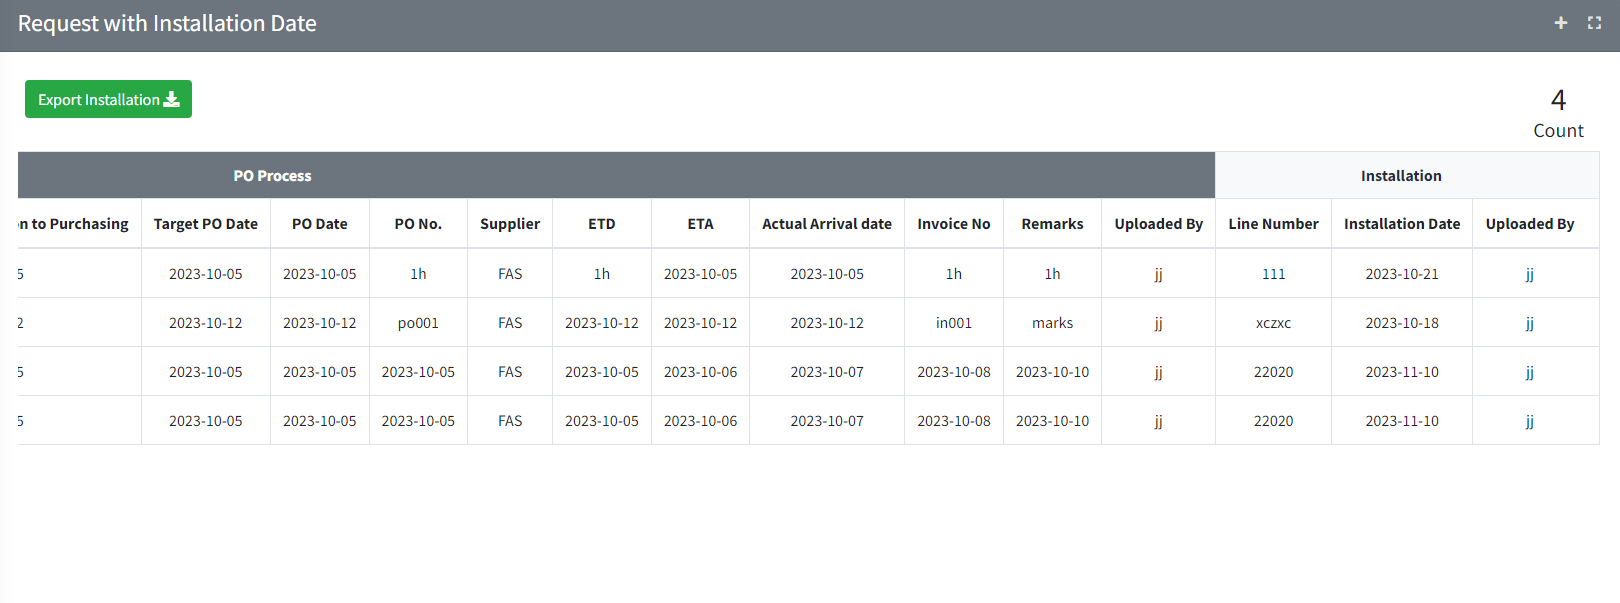 Request with Installation Date
Export Installation
4
Count
PO Process Installation
n to Purchasing Target PO Date PO Date PO No. Supplier ETD ETA Actual Arrival date Invoice No Remarks Uploaded By Line Number Installation Date Uploaded By
5 2023-10-05 2023-10-05 1h FAS 1h 2023-10-05 2023-10-05 1h 1h jj 111 2023-10-21 jj
2 2023-10-12 2023-10-12 po001 FAS 2023-10-12 2023-10-12 2023-10-12 in001 marks jj xczxc 2023-10-18 jj
5 2023-10-05 2023-10-05 2023-10-05 FAS 2023-10-05 2023-10-06 2023-10-07 2023-10-08 2023-10-10 jj 22020 2023-11-10 jj
5 2023-10-05 2023-10-05 2023-10-05 FAS 2023-10-05 2023-10-06 2023-10-07 2023-10-08 2023-10-10 jj 22020 2023-11-10 jj